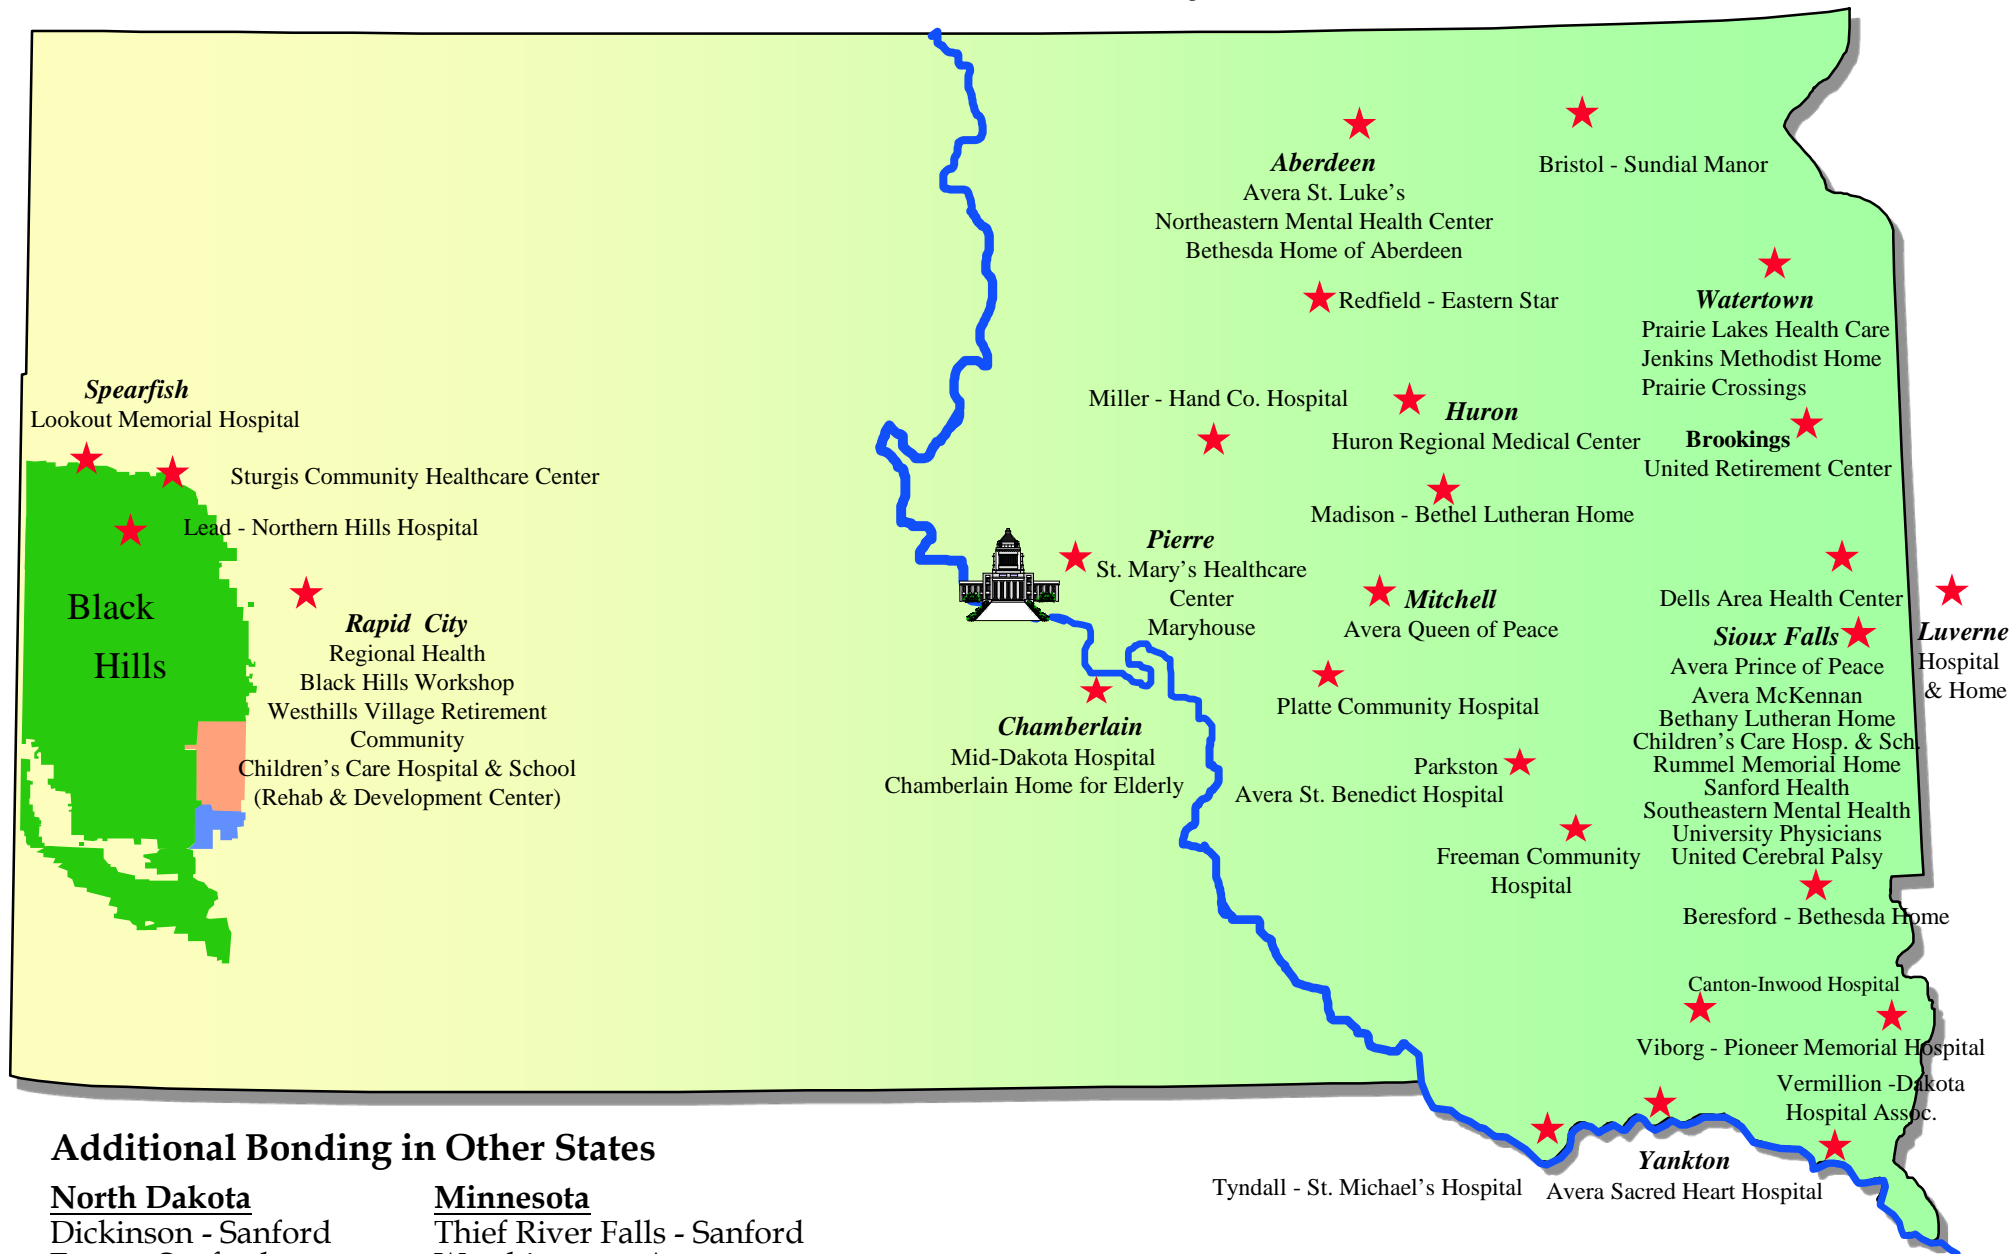 Aberdeen
Avera St. Luke’s
Northeastern Mental Health Center
Bethesda Home of Aberdeen
Bristol - Sundial Manor
Redfield - Eastern Star
Watertown
Prairie Lakes Health Care
Jenkins Methodist Home
Prairie Crossings
Spearfish
Lookout Memorial Hospital
Miller - Hand Co. Hospital
Huron
Huron Regional Medical Center
Brookings
United Retirement Center
Sturgis Community Healthcare Center
Lead - Northern Hills Hospital
Madison - Bethel Lutheran Home
Black
Hills
Rapid City
Regional Health
Black Hills Workshop
Westhills Village Retirement
Community
Children’s Care Hospital & School
(Rehab & Development Center)
Pierre
St. Mary’s Healthcare
Center
Maryhouse
Mitchell
Avera Queen of Peace
Dells Area Health Center
Luverne
Hospital
& Home
Sioux Falls
Avera Prince of Peace
Avera McKennan
Bethany Lutheran Home
Children’s Care Hosp. & Sch.
Rummel Memorial Home
Sanford Health
Southeastern Mental Health
University Physicians
United Cerebral Palsy
Platte Community Hospital
Chamberlain
Mid-Dakota Hospital
Chamberlain Home for Elderly
Parkston
Avera St. Benedict Hospital
Freeman Community
Hospital
Beresford - Bethesda Home
Canton-Inwood Hospital
Viborg - Pioneer Memorial Hospital
Vermillion -Dakota
Hospital Assoc.
Yankton
Avera Sacred Heart Hospital
Tyndall - St. Michael’s Hospital
Additional Bonding in Other States
North Dakota
Dickinson - Sanford
Minnesota
Thief River Falls - Sanford